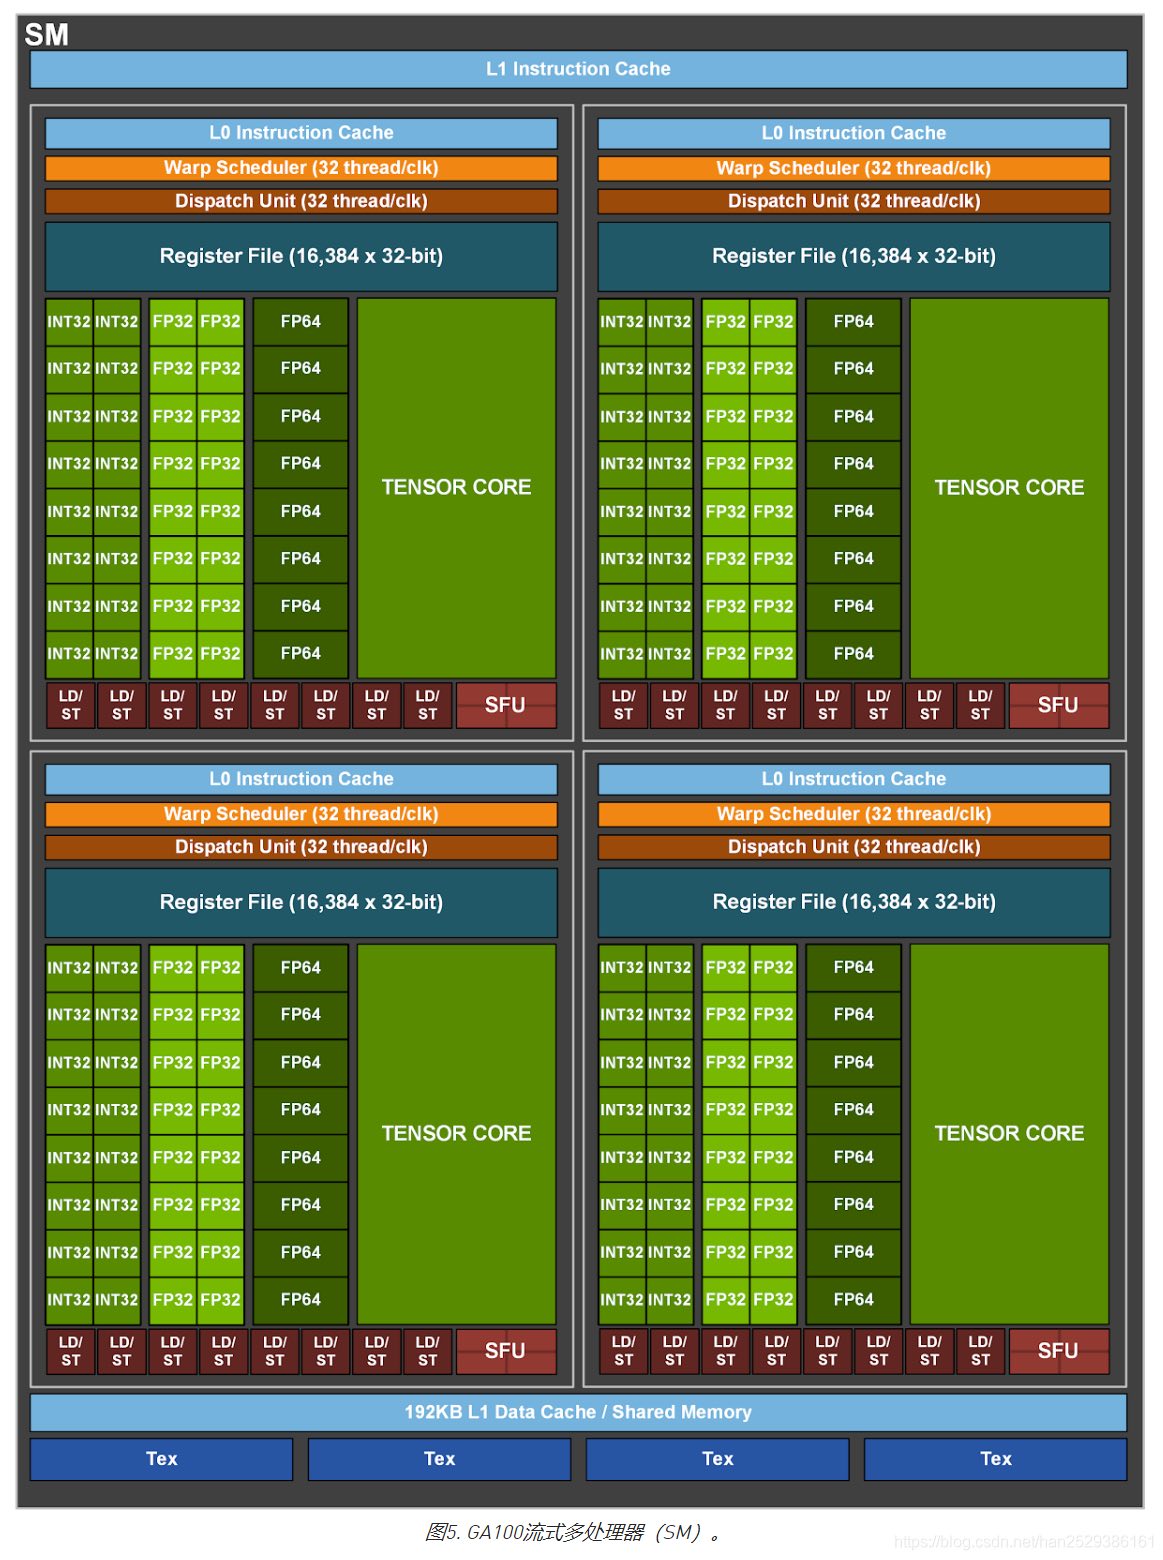 SM
L1 Instruction Cache
L0 Instruction Cache
Warp Scheduler (32 thread/clk)
Dispatch Unit (32 thread/clk)
Register File (16,384 x 32-bit)
INT32 INT32 FP32 FP32 FP64
INT32 INT32 FP32 FP32 FP64
INT32 INT32 FP32 FP32 FP64
INT32 INT32 FP32 FP32 FP64
TENSOR CORE
INT32 INT32 FP32 FP32 FP64
INT32 INT32 FP32 FP32 FP64
INT32 INT32 FP32 FP32 FP64
INT32 INT32 FP32 FP32 FP64
LD/ LD/ LD/ LD/ LD/ LD/ LD/ LD/
ST ST ST ST ST ST ST ST
SFU
L0 Instruction Cache
Warp Scheduler (32 thread/clk)
Dispatch Unit (32 thread/clk)
Register File (16,384 x 32-bit)
INT32 INT32 FP32 FP32 FP64
INT32 INT32 FP32 FP32 FP64
INT32 INT32 FP32 FP32 FP64
INT32 INT32 FP32 FP32 FP64
TENSOR CORE
INT32 INT32 FP32 FP32 FP64
INT32 INT32 FP32 FP32 FP64
INT32 INT32 FP32 FP32 FP64
INT32 INT32 FP32 FP32 FP64
LD/ LD/ LD/ LD/ LD/ LD/ LD/ LD/
ST ST ST ST ST ST ST ST
SFU
L0 Instruction Cache
Warp Scheduler (32 thread/clk)
Dispatch Unit (32 thread/clk)
Register File (16,384 x 32-bit)
INT32 INT32 FP32 FP32 FP64
INT32 INT32 FP32 FP32 FP64
INT32 INT32 FP32 FP32 FP64
INT32 INT32 FP32 FP32 FP64
TENSOR CORE
INT32 INT32 FP32 FP32 FP64
INT32 INT32 FP32 FP32 FP64
INT32 INT32 FP32 FP32 FP64
INT32 INT32 FP32 FP32 FP64
LD/ LD/ LD/ LD/ LD/ LD/ LD/ LD/
ST ST ST ST ST ST ST ST
SFU
L0 Instruction Cache
Warp Scheduler (32 thread/clk)
Dispatch Unit (32 thread/clk)
Register File (16,384 x 32-bit)
INT32 INT32 FP32 FP32 FP64
INT32 INT32 FP32 FP32 FP64
INT32 INT32 FP32 FP32 FP64
INT32 INT32 FP32 FP32 FP64
TENSOR CORE
INT32 INT32 FP32 FP32 FP64
INT32 INT32 FP32 FP32 FP64
INT32 INT32 FP32 FP32 FP64
INT32 INT32 FP32 FP32 FP64
LD/ LD/ LD/ LD/ LD/ LD/ LD/ LD/
ST ST ST ST ST ST ST ST
SFU
192KB L1 Data Cache / Shared Memory
Tex Tex Tex Tex
图5. GA100流式多处理器（SM）。
https://blog.csdn.net/han2529386161